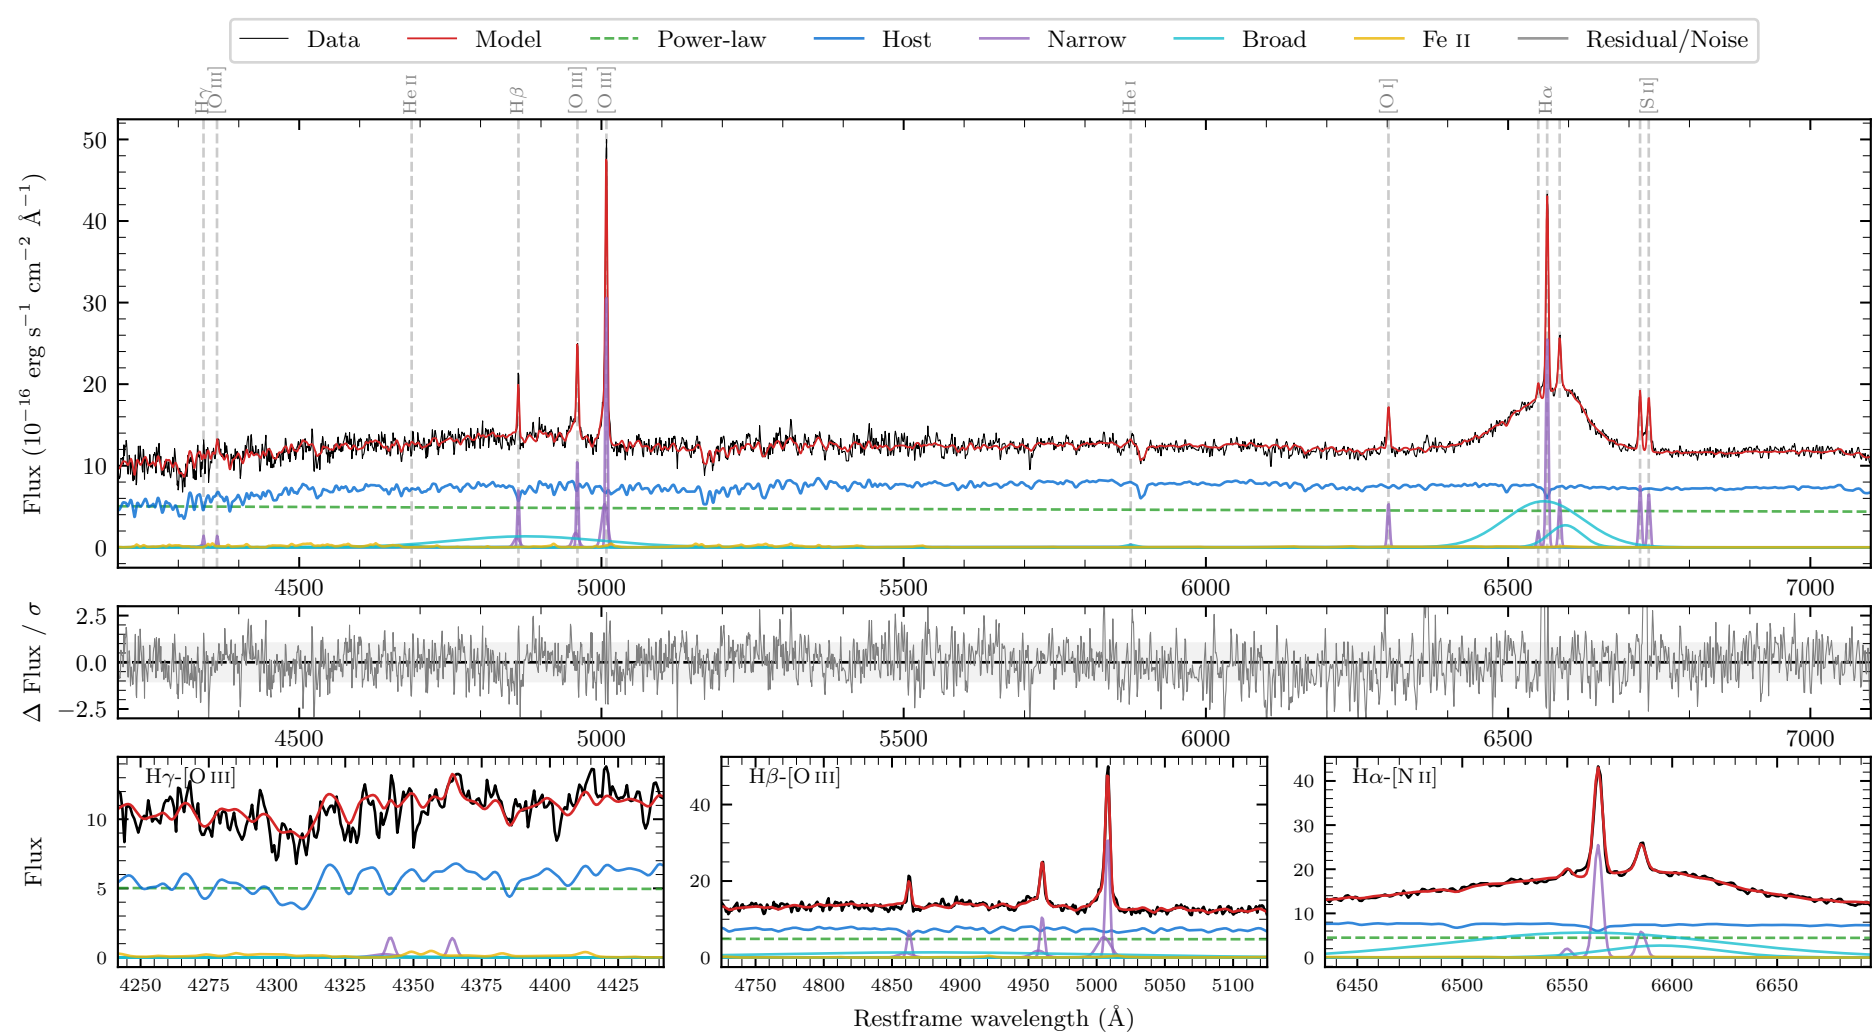 Data Model Power-law Host Narrow Broad Fe II Residual/Noise
Hγ [O III] He II Hβ [O III] [O III] He I [O I] Hα [S II]
Flux (10⁻¹⁶ erg s⁻¹ cm⁻² Å⁻¹)
50
40
30
20
10
0
4500 5000 5500 6000 6500 7000
Δ Flux / σ
2.5
0.0
−2.5
4500 5000 5500 6000 6500 7000
Flux
Hγ-[O III]
10
5
0
4250 4275 4300 4325 4350 4375 4400 4425
Hβ-[O III]
40
20
0
4750 4800 4850 4900 4950 5000 5050 5100
Hα-[N II]
40
30
20
10
0
6450 6500 6550 6600 6650
Restframe wavelength (Å)